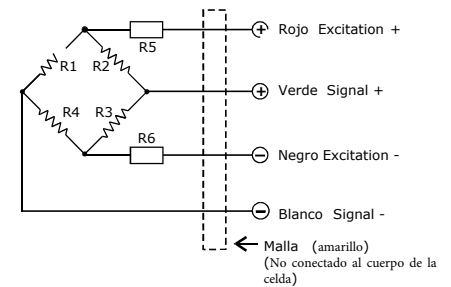 Rojo Excitation +
R5
R1
R2
Verde Signal +
R4
R3
R6
Negro Excitation -
Blanco Signal -
Malla (amarillo)
(No conectado al cuerpo de la
celda)